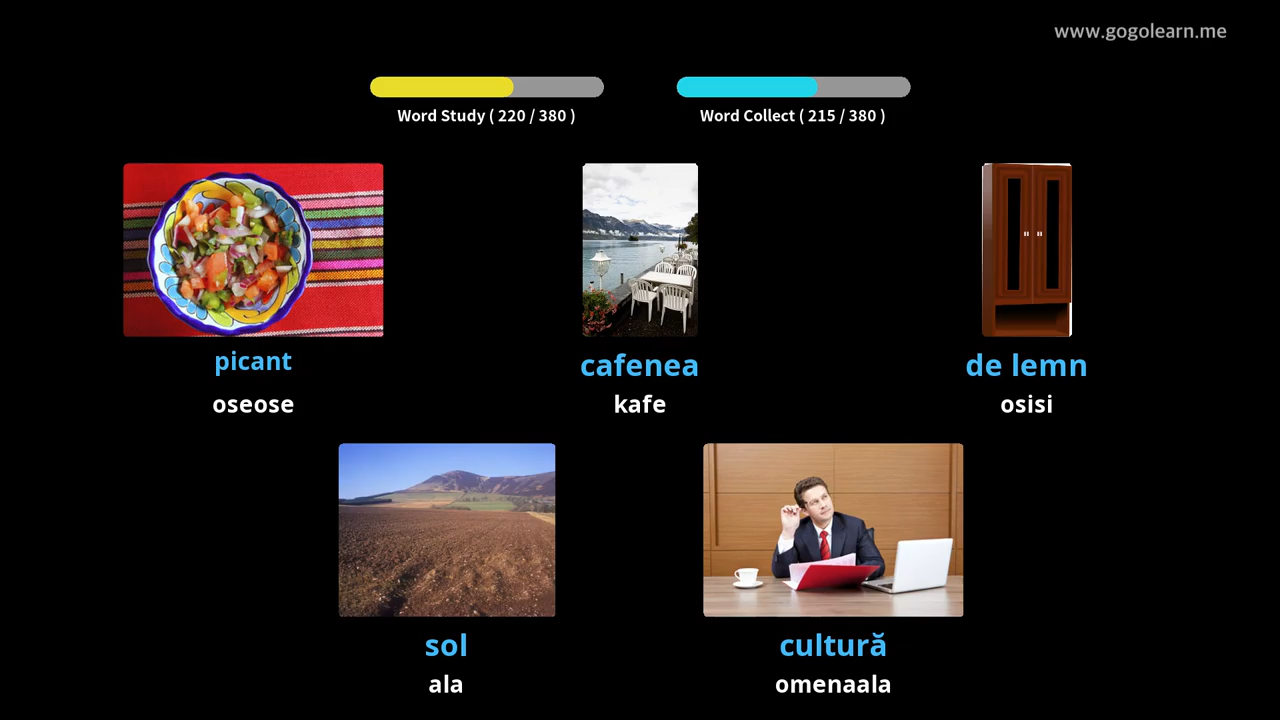 www.gogolearn.me
Word Study ( 220 / 380 )
Word Collect ( 215 / 380 )
picant
cafenea
de lemn
oseose
kafe
osisi
sol
cultură
ala
omenaala